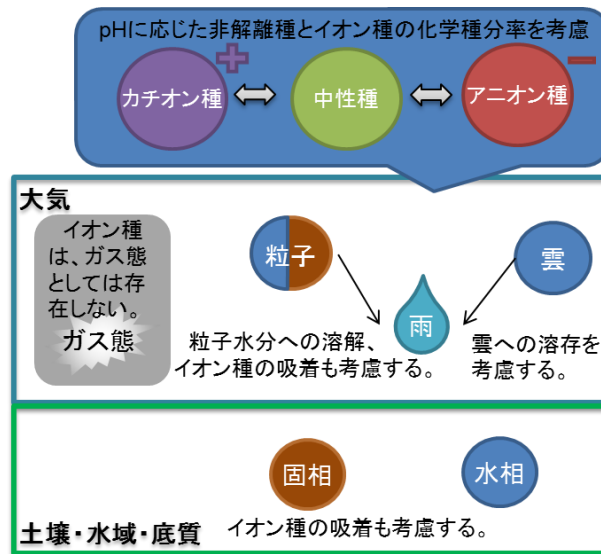 pHに応じた非解離種とイオン種の化学種分率を考慮
カチオン種
中性種
アニオン種
大気
イオン種
は、ガス態
としては存
在しない。
ガス態
粒子
雲
雨
粒子水分への溶解、
イオン種の吸着も考慮する。
雲への溶存を
考慮する。
固相
水相
イオン種の吸着も考慮する。
土壌・水域・底質